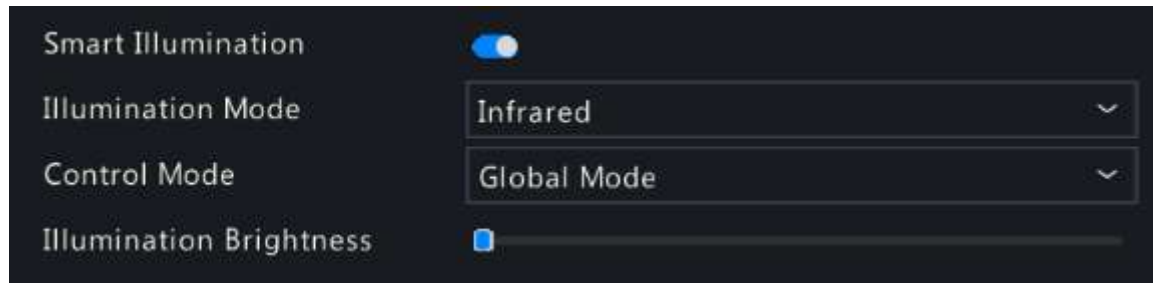 Smart Illumination
Illumination Mode Infrared
Control Mode Global Mode
Illumination Brightness